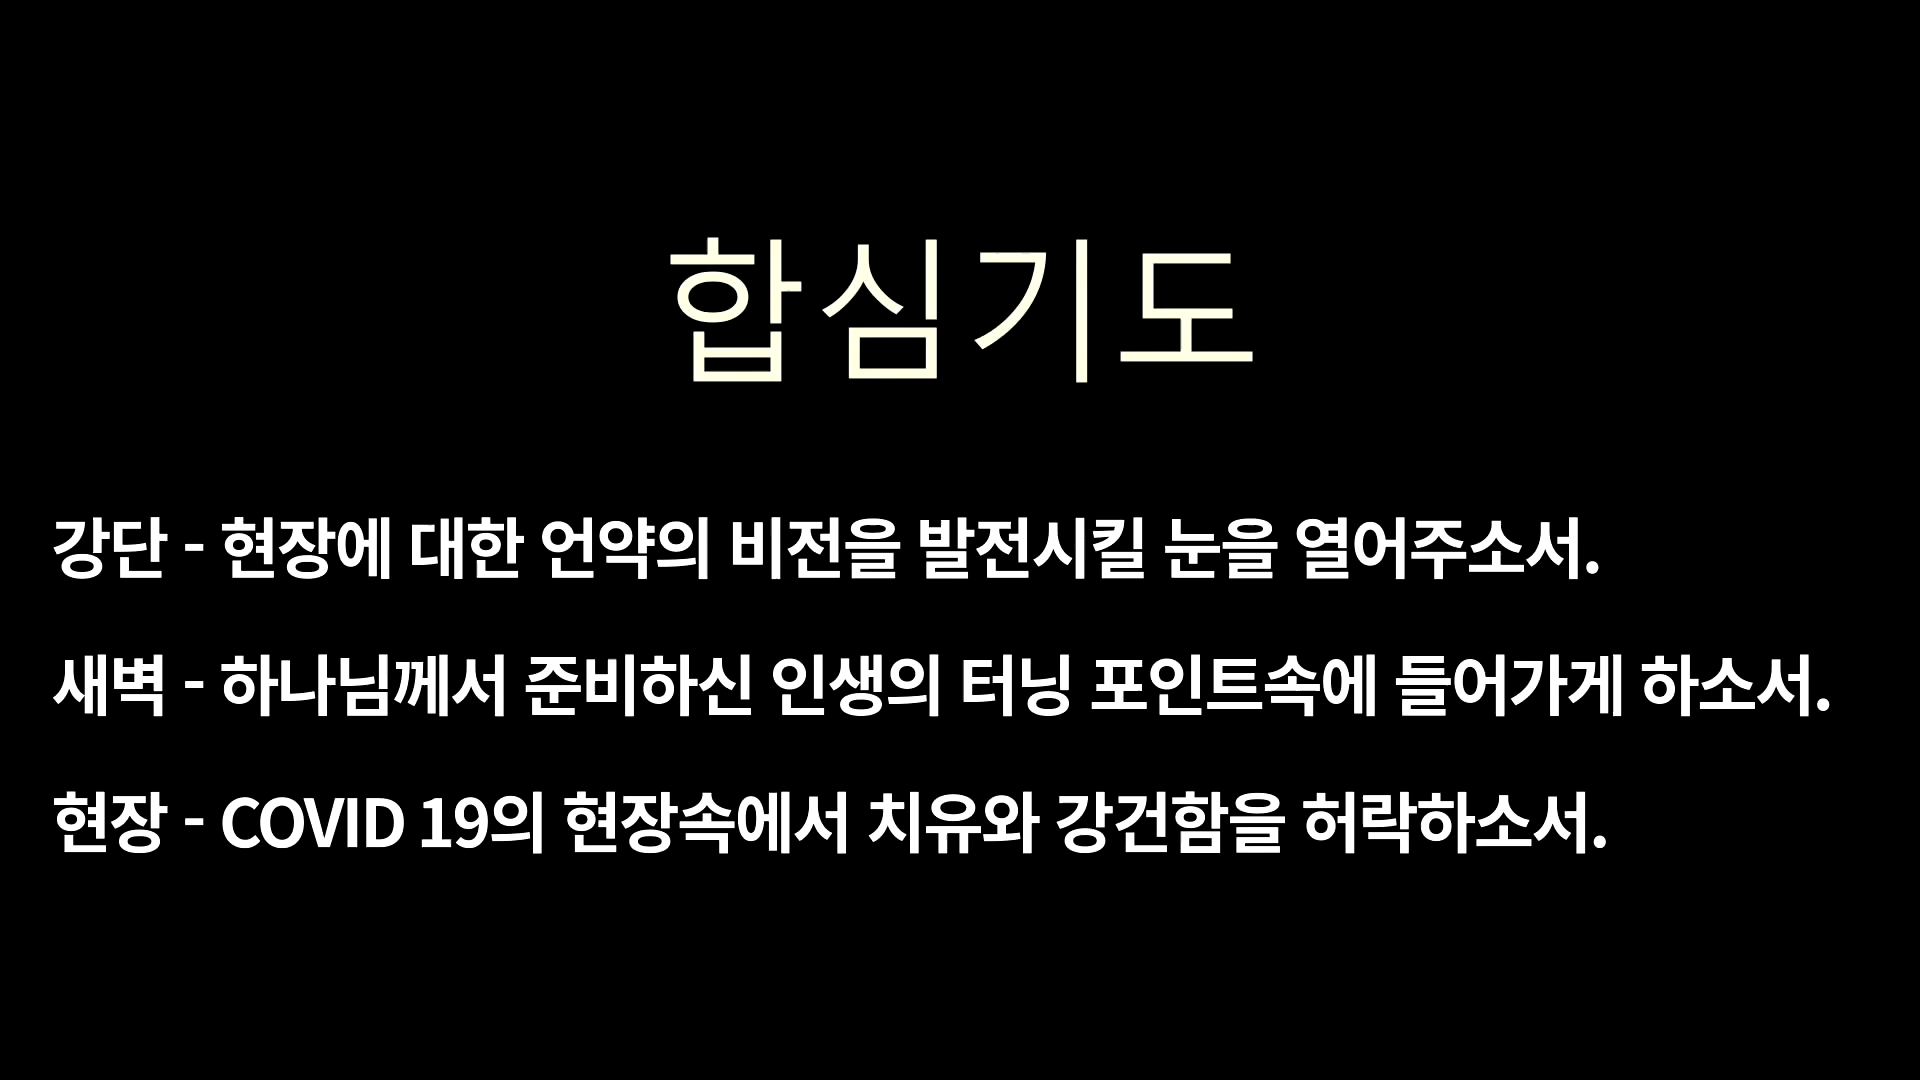 합심기도
강단 - 현장에 대한 언약의 비전을 발전시킬 눈을 열어주소서.
새벽 - 하나님께서 준비하신 인생의 터닝 포인트속에 들어가게 하소서.
현장 - COVID 19의 현장속에서 치유와 강건함을 허락하소서.